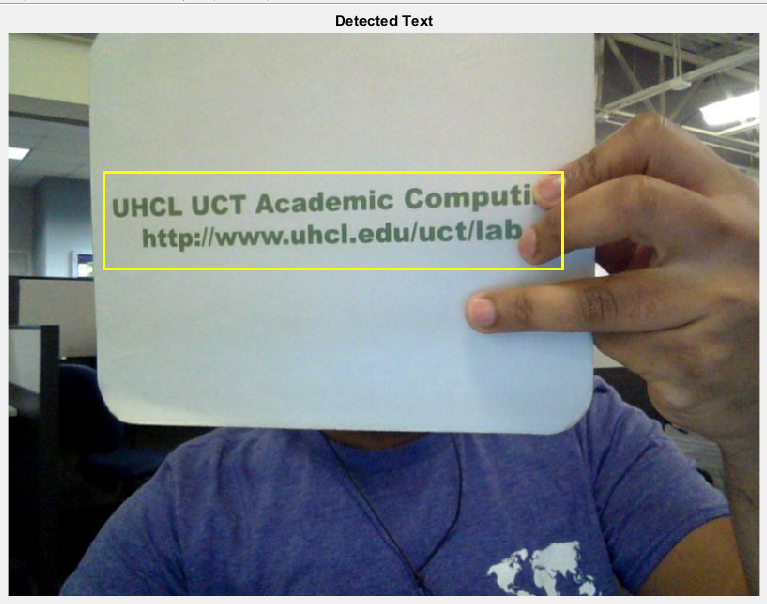 Detected Text
UHCL UCT Academic Computi
http://www.uhcl.edu/uct/lab